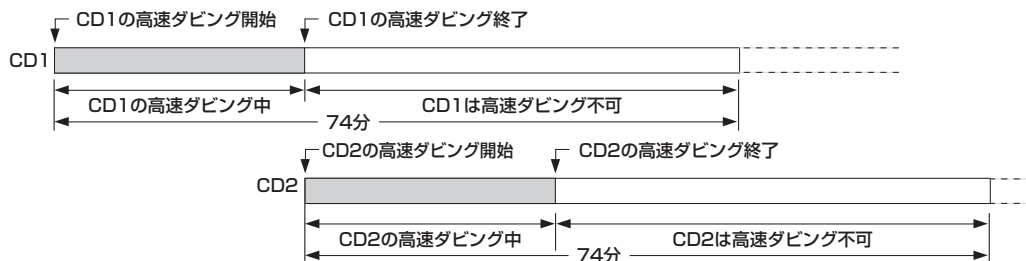 CD1の高速ダビング開始 CD1の高速ダビング終了
CD1
CD1の高速ダビング中 CD1は高速ダビング不可
74分
CD2の高速ダビング開始 CD2の高速ダビング終了
CD2
CD2の高速ダビング中 CD2は高速ダビング不可
74分